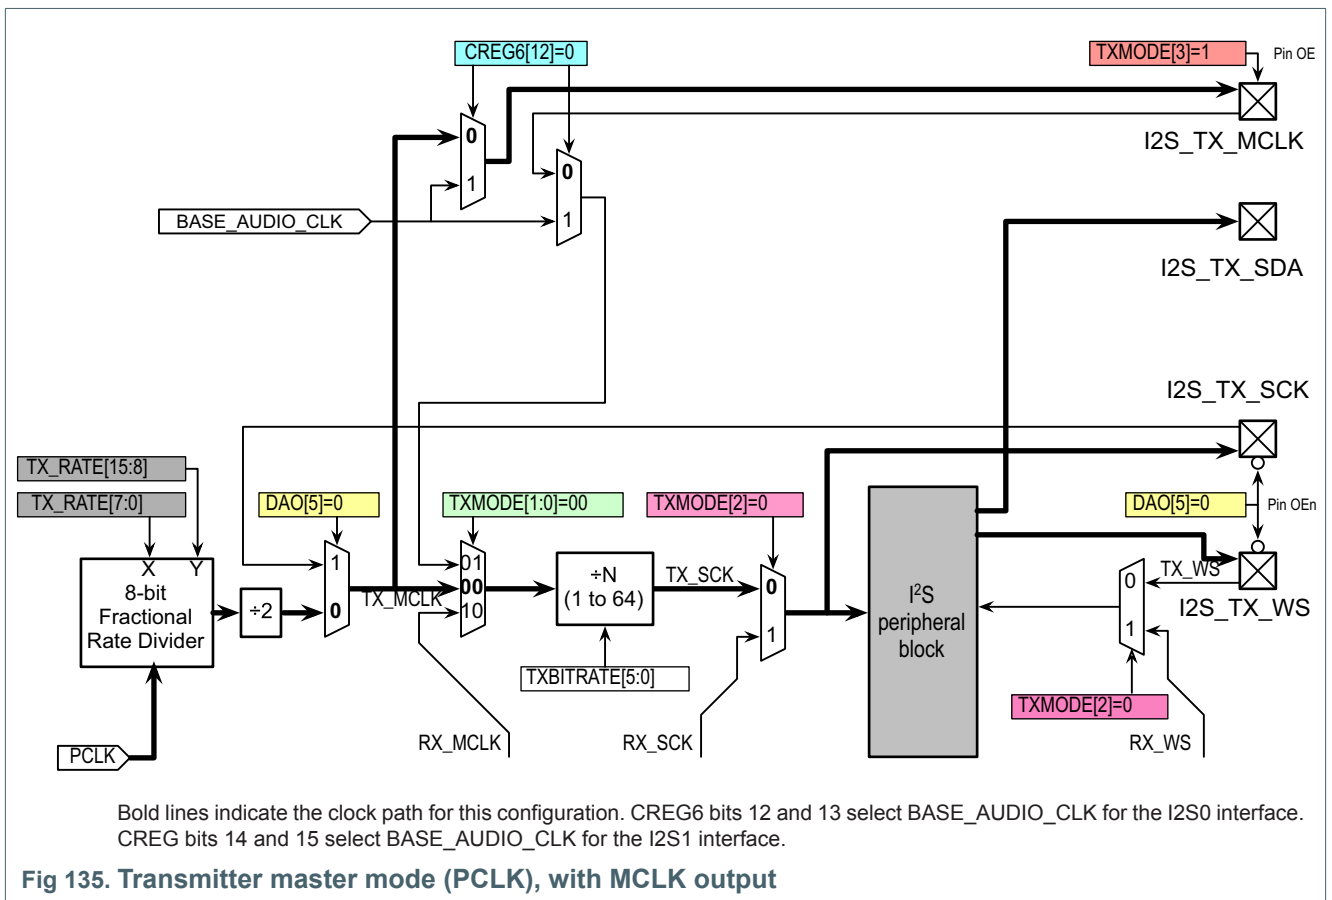 CREG6[12]=0
TXMODE[3]=1
Pin OE
0
1
I2S_TX_MCLK
0
1
BASE_AUDIO_CLK
I2S_TX_SDA
I2S_TX_SCK
TX_RATE[15:8]
TX_RATE[7:0]
DAO[5]=0
TXMODE[1:0]=00
TXMODE[2]=0
DAO[5]=0
Pin OEn
X Y
8-bit
Fractional
Rate Divider
÷2
1
0
TX_MCLK
01
00
10
÷N
(1 to 64)
TX_SCK
0
1
I²S
peripheral
block
0
1
TX_WS
I2S_TX_WS
TXBITRATE[5:0]
TXMODE[2]=0
PCLK
RX_MCLK
RX_SCK
RX_WS
Bold lines indicate the clock path for this configuration. CREG6 bits 12 and 13 select BASE_AUDIO_CLK for the I2S0 interface.
CREG bits 14 and 15 select BASE_AUDIO_CLK for the I2S1 interface.
Fig 135. Transmitter master mode (PCLK), with MCLK output